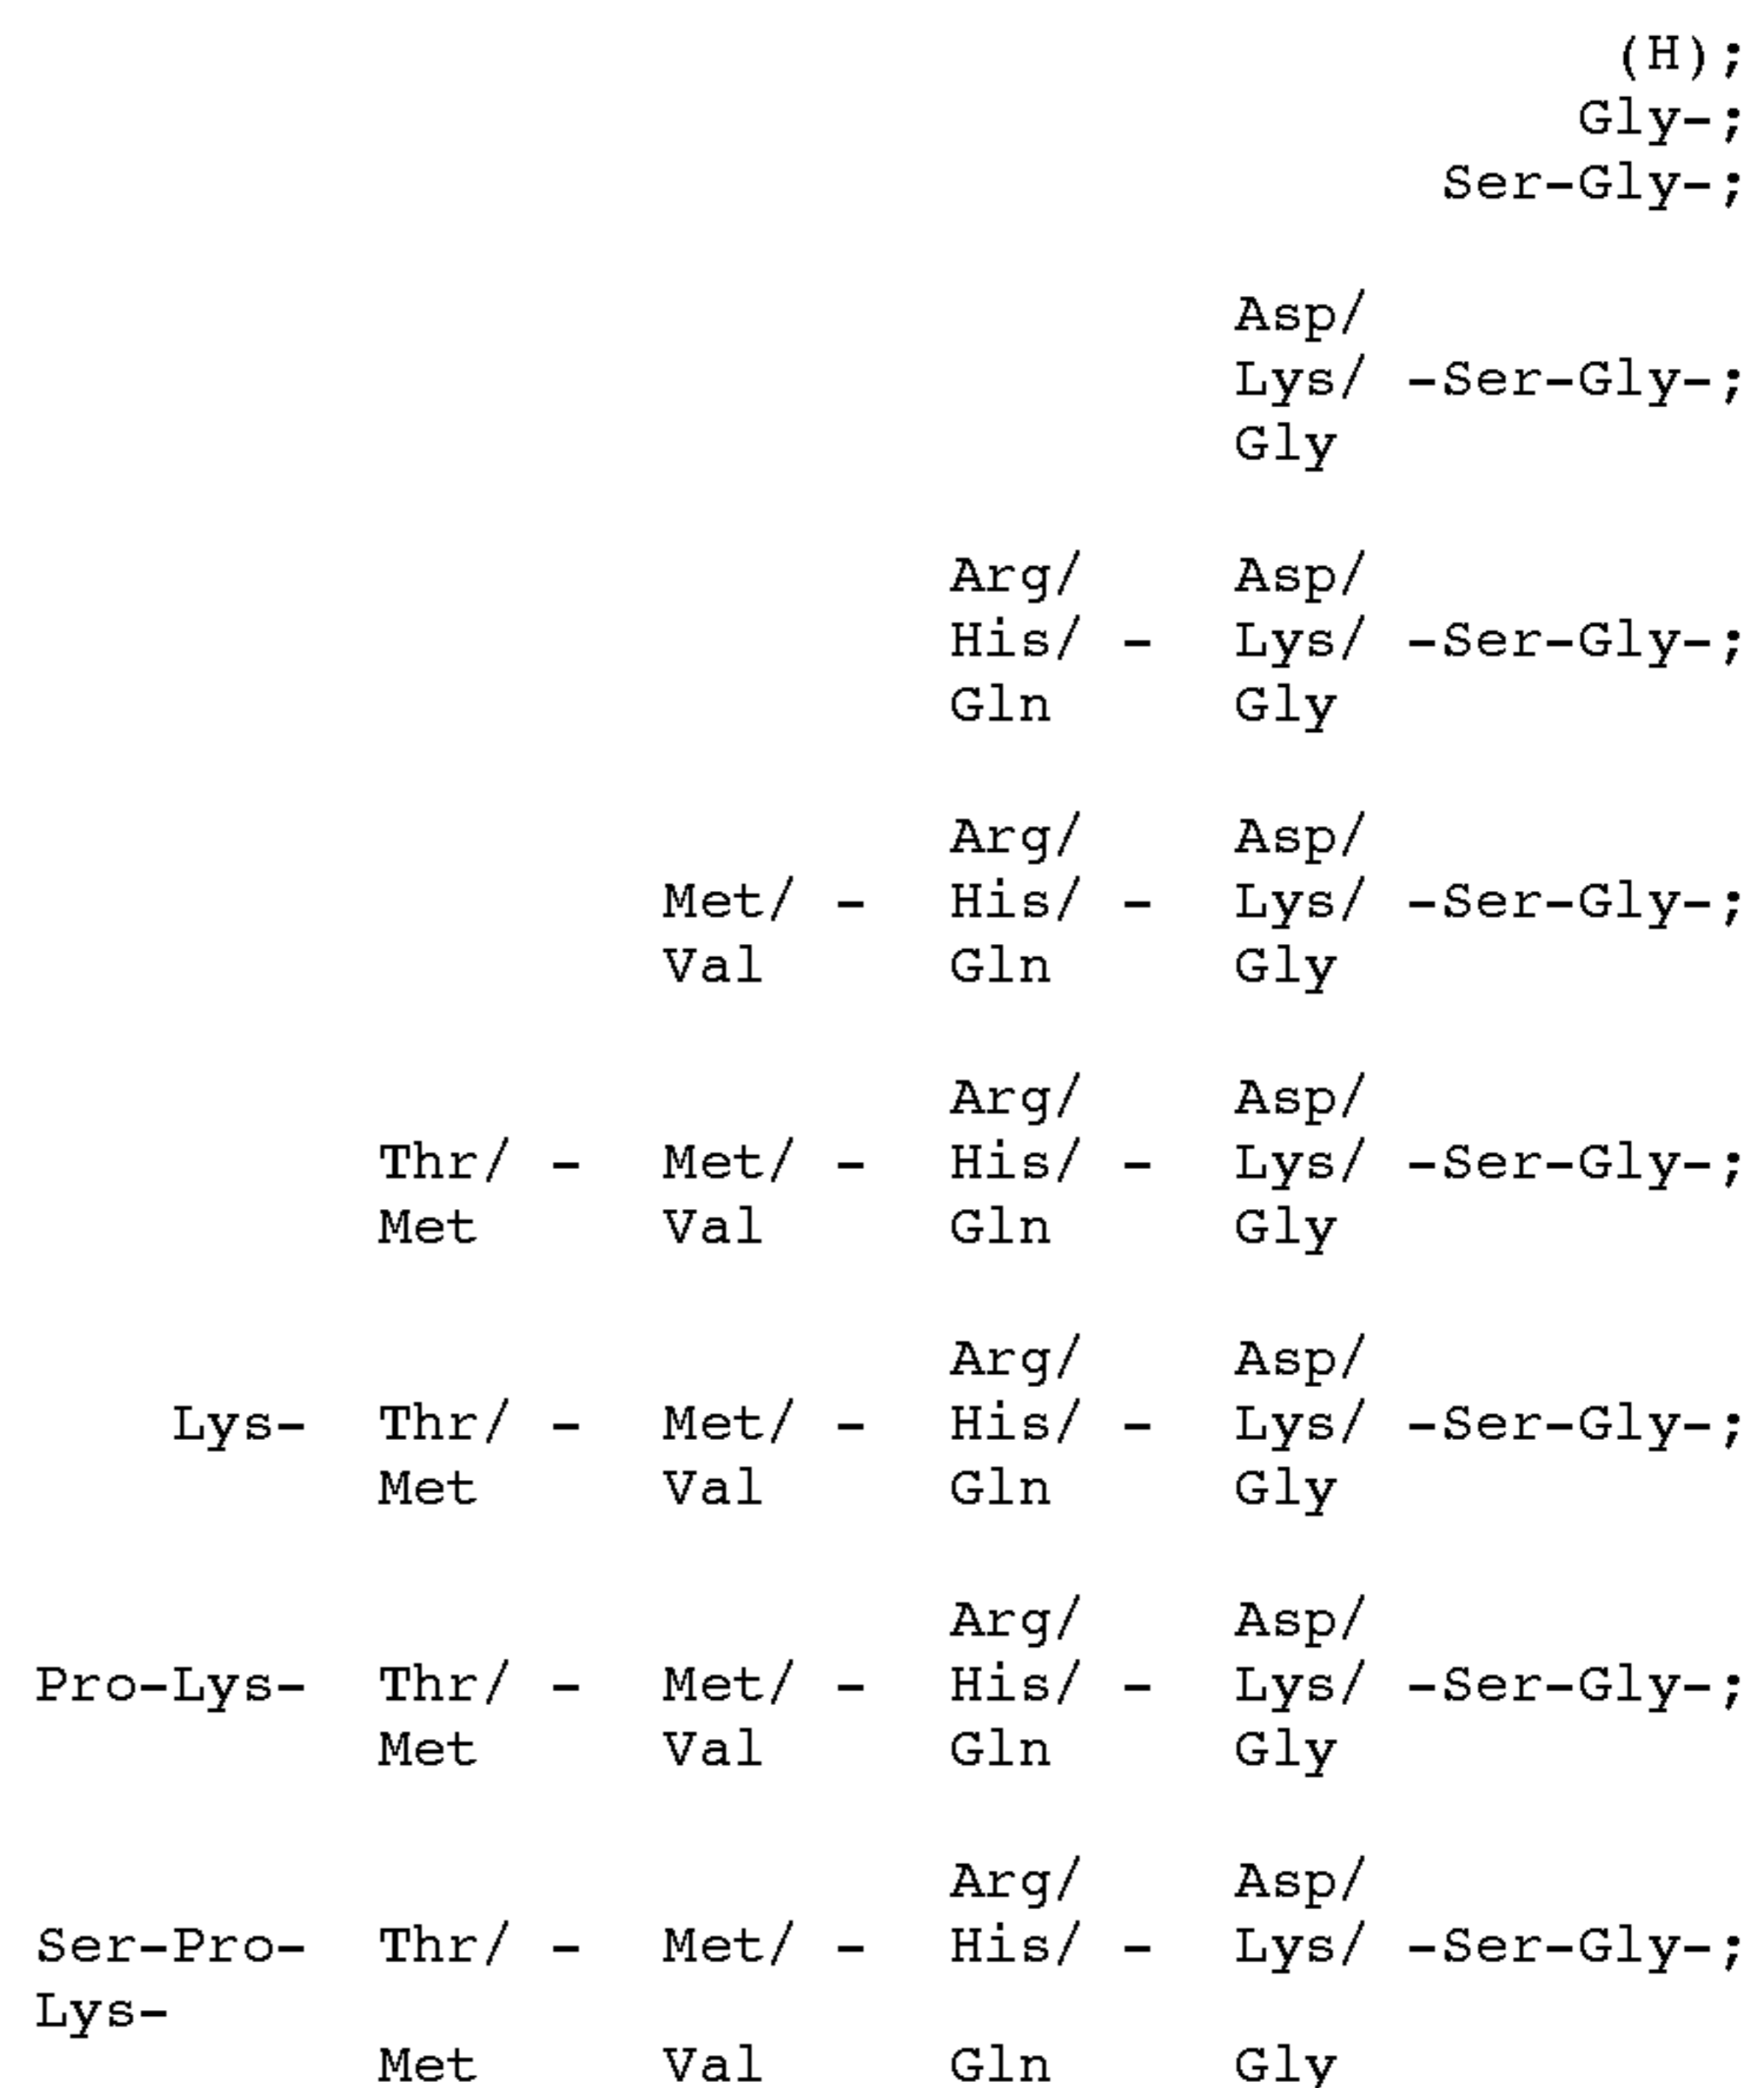 (H);
Gly-;
Ser-Gly-;
Asp/
Lys/ -Ser-Gly-;
Gly
Arg/ Asp/
His/ - Lys/ -Ser-Gly-;
Gln Gly
Arg/ Asp/
Met/ - His/ - Lys/ -Ser-Gly-;
Val Gln Gly
Arg/ Asp/
Thr/ - Met/ - His/ - Lys/ -Ser-Gly-;
Met Val Gln Gly
Arg/ Asp/
Lys- Thr/ - Met/ - His/ - Lys/ -Ser-Gly-;
Met Val Gln Gly
Arg/ Asp/
Pro-Lys- Thr/ - Met/ - His/ - Lys/ -Ser-Gly-;
Met Val Gln Gly
Arg/ Asp/
Ser-Pro- Thr/ - Met/ - His/ - Lys/ -Ser-Gly-;
Lys-
Met Val Gln Gly